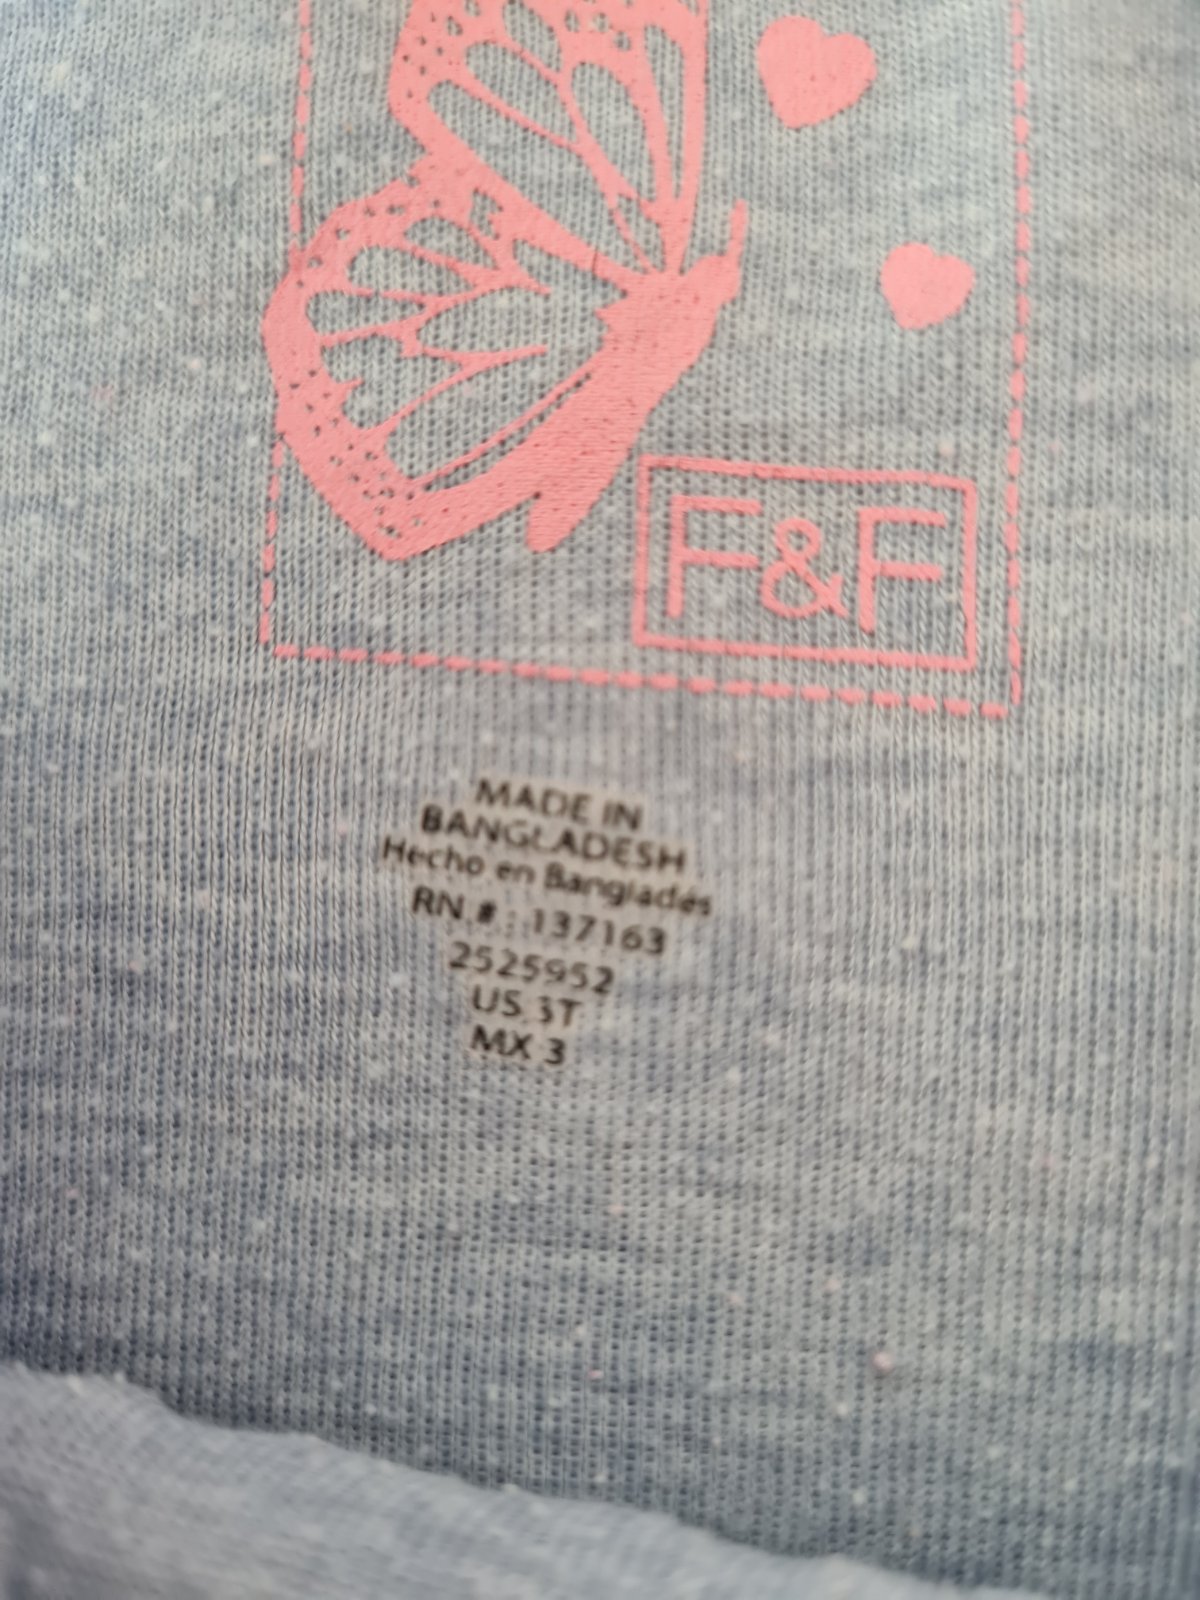 F&F
MADE IN
BANGLADESH
Hecho en Bangladés
RN #: 137163
2525952
US 3T
MX 3